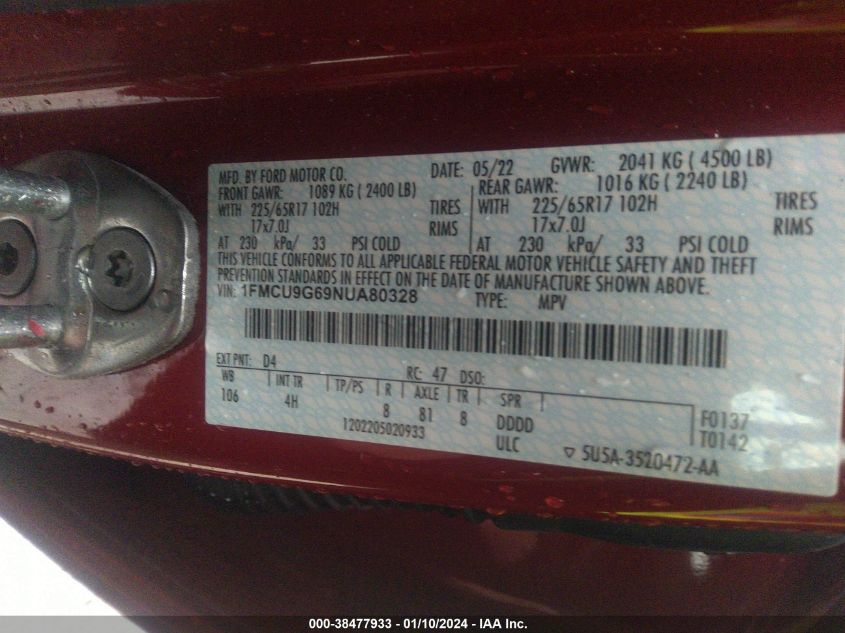 MFD. BY FORD MOTOR CO. DATE: 05/22 GVWR: 2041 KG ( 4500 LB)
FRONT GAWR: 1089 KG ( 2400 LB) REAR GAWR: 1016 KG ( 2240 LB)
WITH 225/65R17 102H TIRES WITH 225/65R17 102H TIRES
17x7.0J RIMS 17x7.0J RIMS
AT 230 kPa/ 33 PSI COLD AT 230 kPa/ 33 PSI COLD
THIS VEHICLE CONFORMS TO ALL APPLICABLE FEDERAL MOTOR VEHICLE SAFETY AND THEFT
PREVENTION STANDARDS IN EFFECT ON THE DATE OF MANUFACTURE SHOWN ABOVE.
VIN: 1FMCU9G69NUA80328 TYPE: MPV
EXT PNT: D4 RC: 47 DSO:
WB INT TR TP/PS R AXLE TR SPR
106 4H 8 81 8 DDDD F0137
1202205020933 ULC T0142
5U5A-3520472-AA
000-38477933 - 01/10/2024 - IAA Inc.